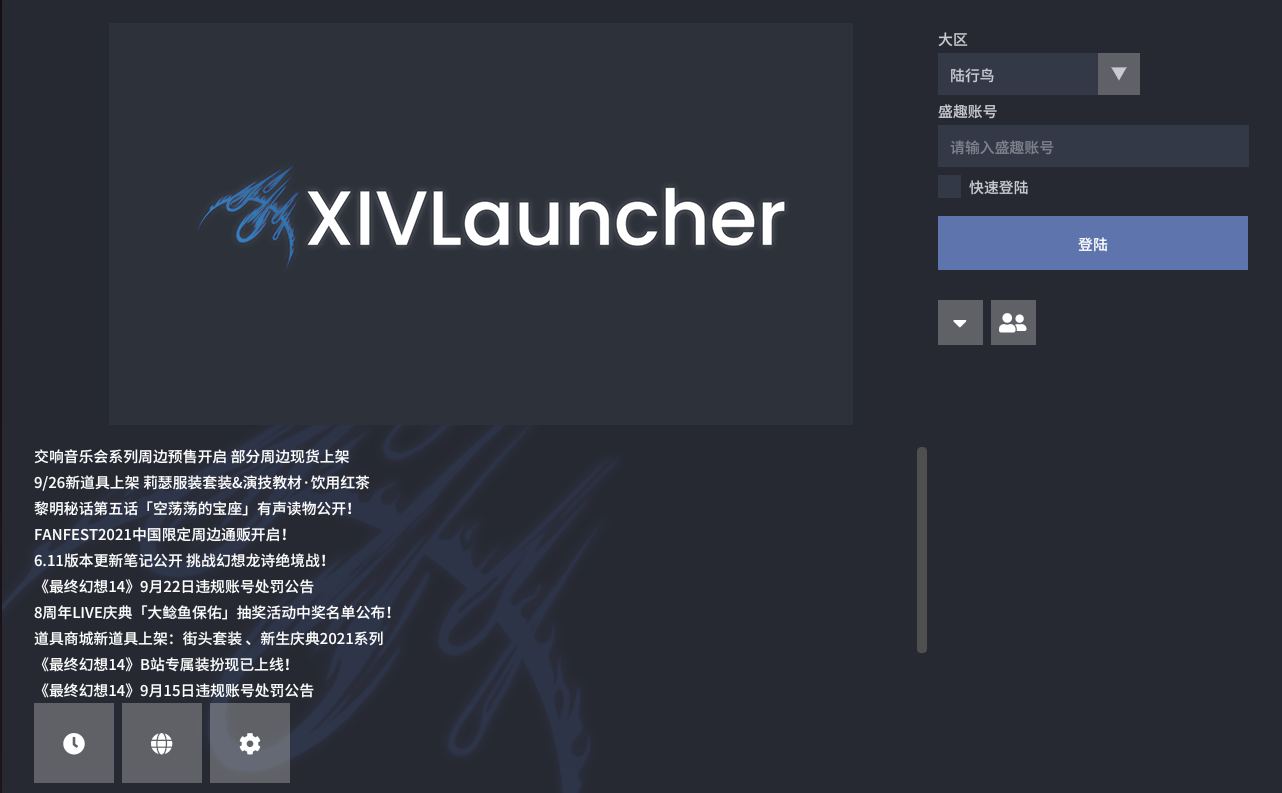 XIVLauncher
大区
陆行鸟
盛趣账号
请输入盛趣账号
快速登陆
登陆
交响音乐会系列周边预售开启 部分周边现货上架
9/26新道具上架 莉瑟服装套装&演技教材·饮用红茶
黎明秘话第五话「空荡荡的宝座」有声读物公开!
FANFEST2021中国限定周边通贩开启!
6.11版本更新笔记公开 挑战幻想龙诗绝境战!
《最终幻想14》9月22日违规账号处罚公告
8周年LIVE庆典「大鲶鱼保佑」抽奖活动中奖名单公布!
道具商城新道具上架：街头套装 、新生庆典2021系列
《最终幻想14》B站专属装扮现已上线!
《最终幻想14》9月15日违规账号处罚公告